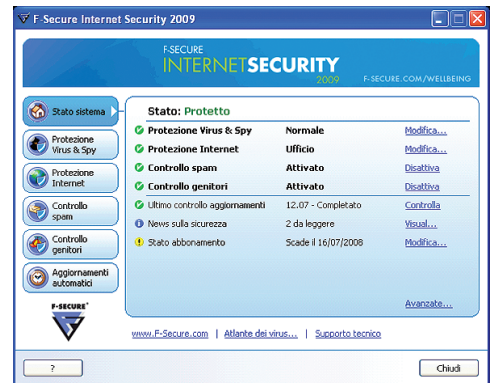 F-Secure Internet Security 2009
F-SECURE
INTERNETSECURITY
2009
F-SECURE.COM/WELLBEING
Stato sistema
Protezione
Virus & Spy
Protezione
Internet
Controllo
spam
Controllo
genitori
Aggiornamenti
automatici
F-SECURE
Stato: Protetto
Protezione Virus & Spy Normale Modifica...
Protezione Internet Ufficio Modifica...
Controllo spam Attivato Disattiva
Controllo genitori Attivato Disattiva
Ultimo controllo aggiornamenti 12.07 - Completato Controlla
News sulla sicurezza 2 da leggere Visual...
Stato abbonamento Scade il 16/07/2008 Modifica...
Avanzate...
www.F-Secure.com | Atlante dei virus... | Supporto tecnico
? Chiudi